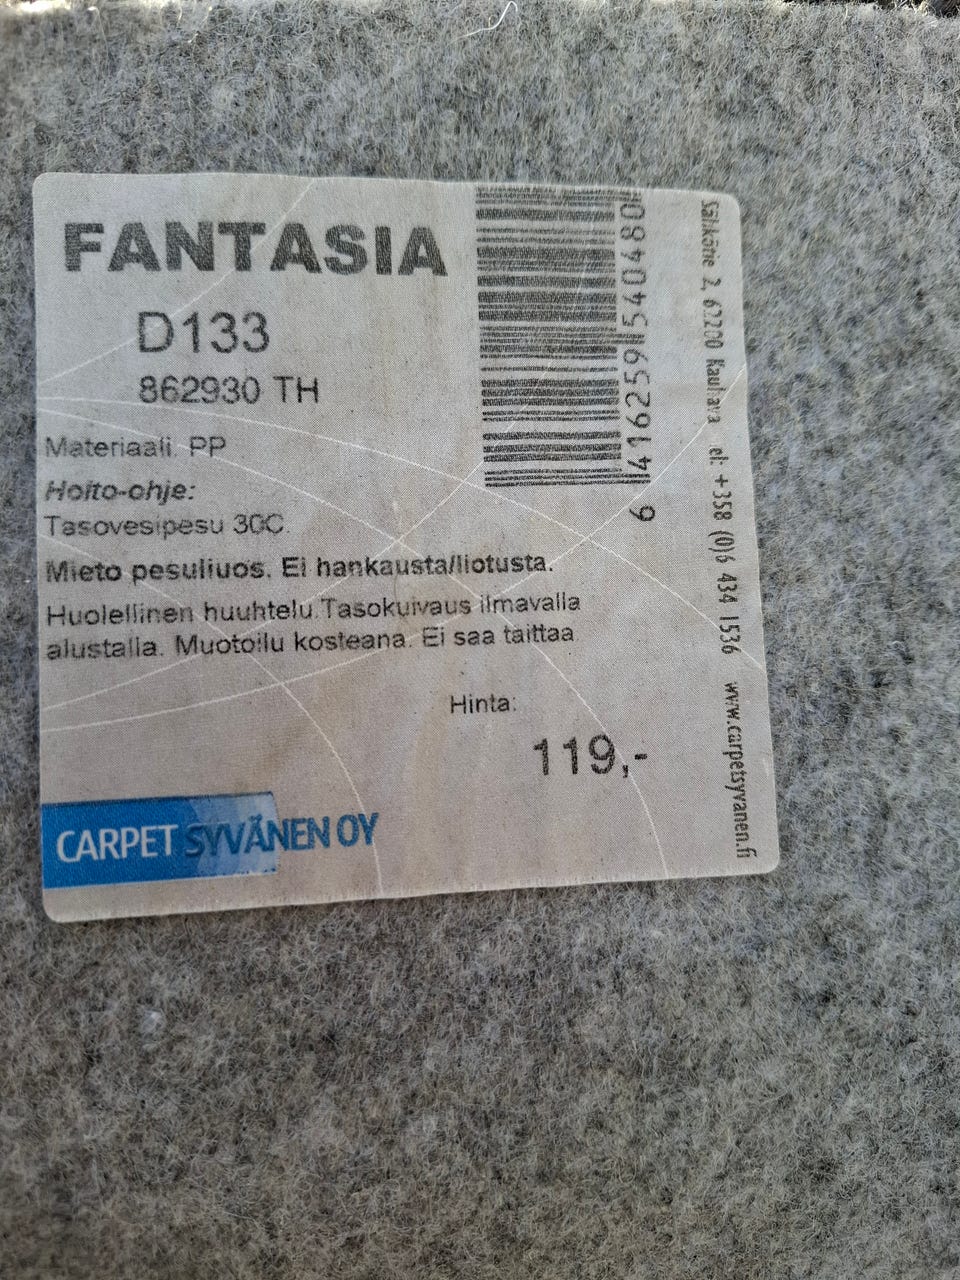 FANTASIA
D133
862930 TH
Materiaali: PP
Hoito-ohje:
Tasovesipesu 30C.
Mieto pesuliuos. Ei hankausta/liotusta.
Huolellinen huuhtelu.Tasokuivaus ilmavalla
alustalla. Muotoilu kosteana. Ei saa taittaa
Hinta:
119,-
CARPET SYVÄNEN OY
6 416259 540480
2, 62200 Kauhava el: +358 (0)6 434 1536 www.carpetsyvanen.fi